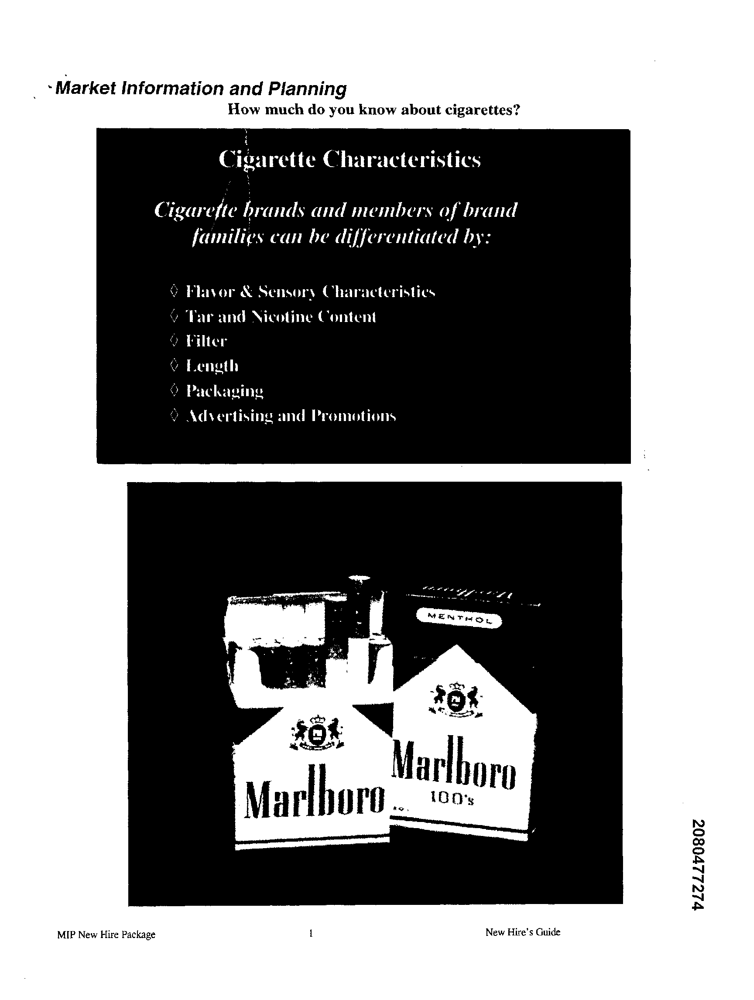 Market Information and Planning
How much do you know about cigarettes?
Cigarette Characteristics
Cigarette brands and members of brand
families can be differentiated by:
◊ Flavor & Sensory Characteristics
◊ Tar and Nicotine Content
◊ Filter
◊ Length
◊ Packaging
◊ Advertising and Promotions
MENTHOL
Marlboro
Marlboro
100's
2080477274
MIP New Hire Package
1
New Hire's Guide